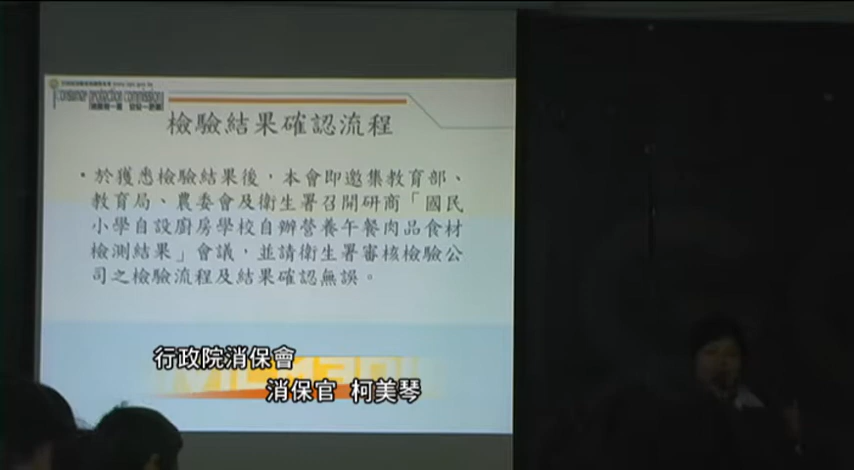 Consumer Protection Commission
檢驗結果確認流程
・於獲悉檢驗結果後，本會即邀集教育部、
教育局、農委會及衛生署召開研商「國民
小學自設廚房學校自辦營養午餐肉品食材
檢測結果」會議，並請衛生署審核檢驗公
司之檢驗流程及結果確認無誤。
行政院消保會
消保官 柯美琴